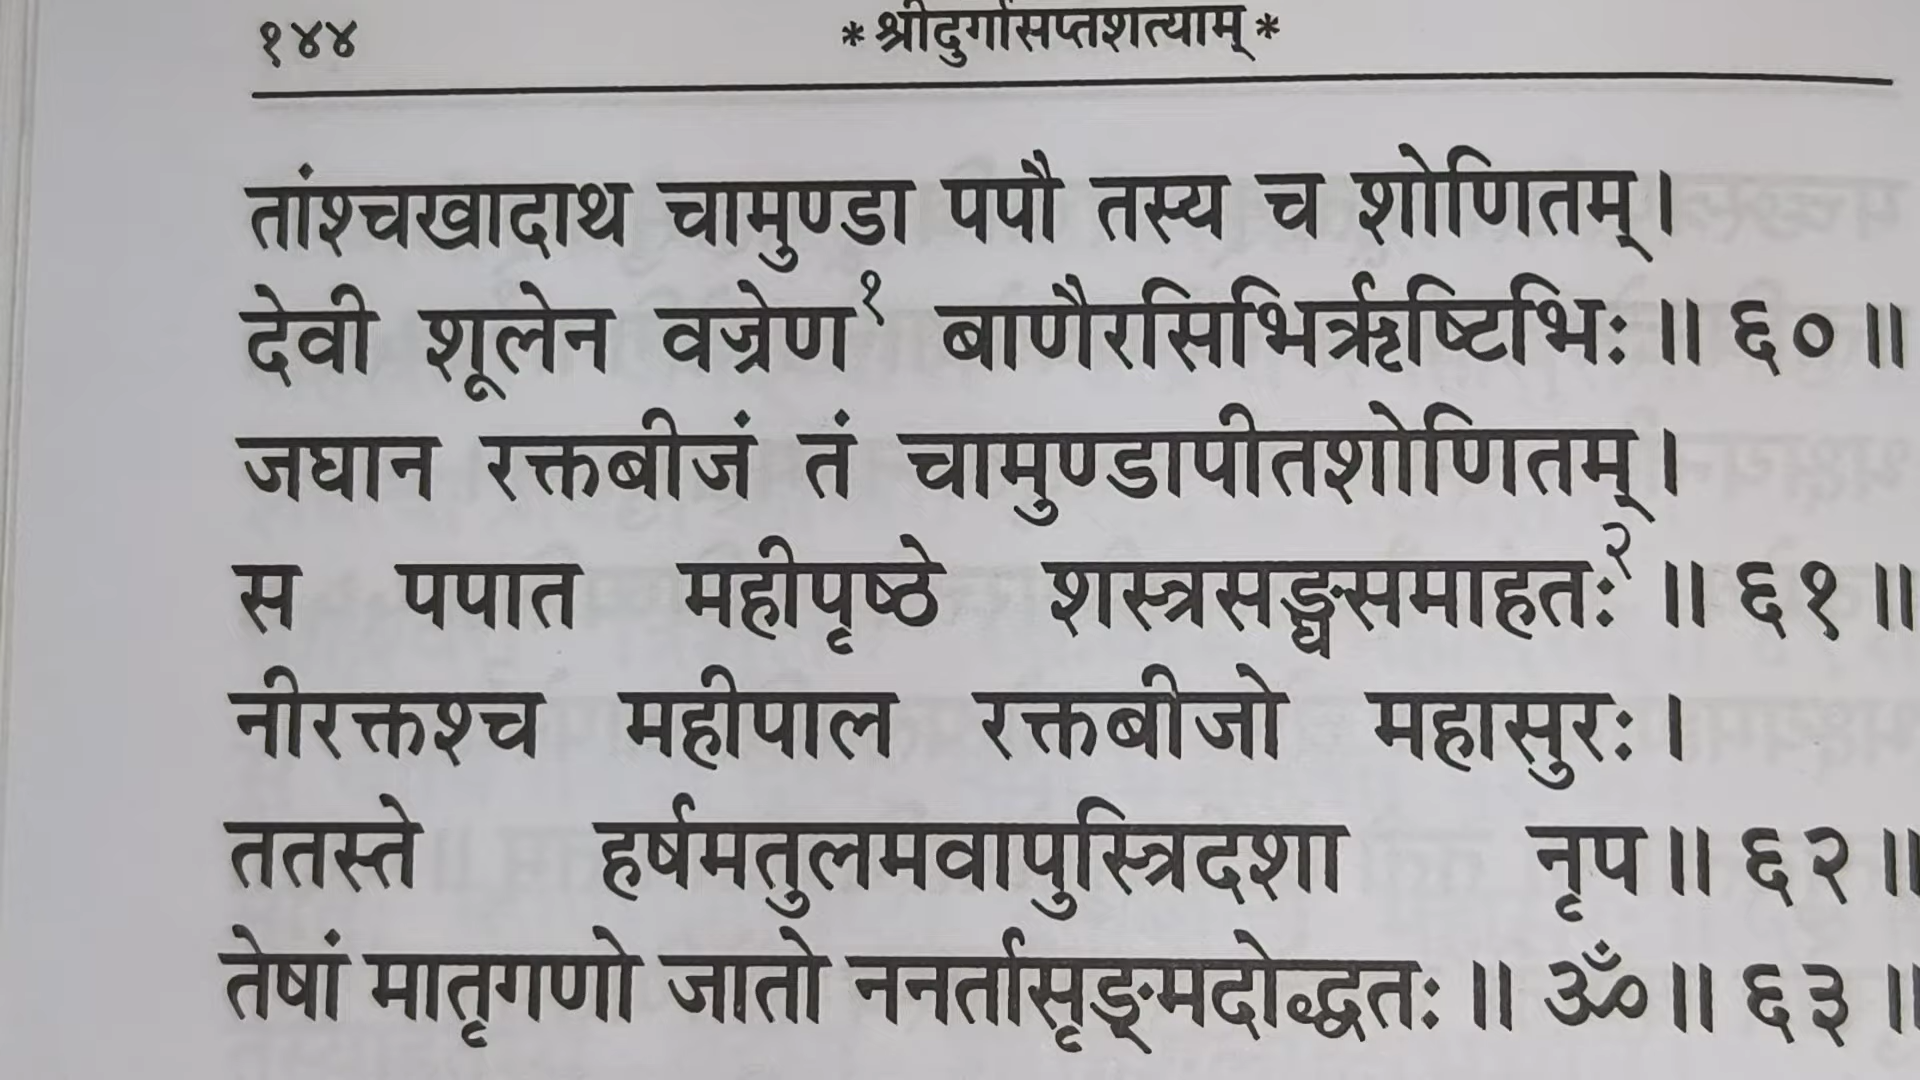 १४४ * श्रीदुर्गासप्तशत्याम् *
तांश्चखादाथ चामुण्डा पपौ तस्य च शोणितम्।
देवी शूलेन वज्रेण१ बाणैरसिभिर्ऋष्टिभिः॥ ६०॥
जघान रक्तबीजं तं चामुण्डापीतशोणितम्।
स पपात महीपृष्ठे शस्त्रसङ्घसमाहतः२॥ ६१॥
नीरक्तश्च महीपाल रक्तबीजो महासुरः।
ततस्ते हर्षमतुलमवापुस्त्रिदशा नृप॥ ६२॥
तेषां मातृगणो जातो ननर्तासृङ्मदोद्धतः॥ ॐ॥ ६३॥